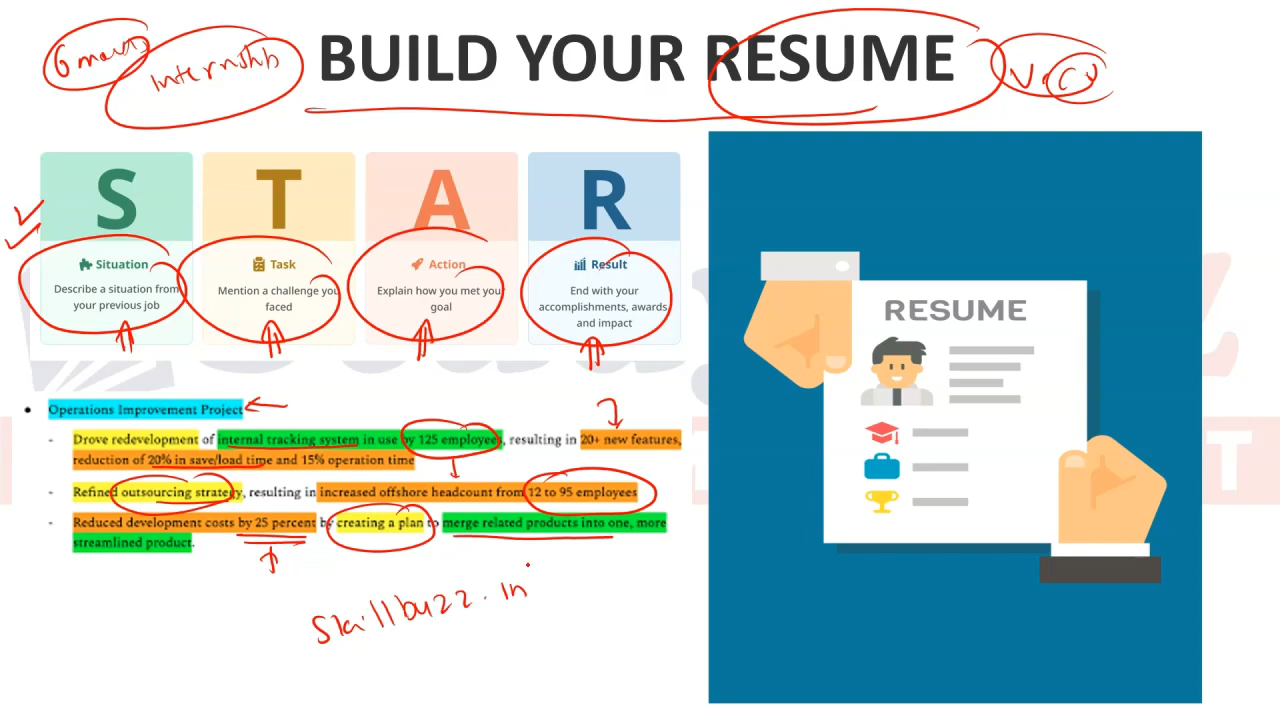 6 months
Internship
BUILD YOUR RESUME
V.CV
S
T
A
R
Situation
Describe a situation from
your previous job
Task
Mention a challenge you
faced
Action
Explain how you met your
goal
Result
End with your
accomplishments, awards
and impact
RESUME
• Operations Improvement Project
- Drove redevelopment of internal tracking system in use by 125 employees, resulting in 20+ new features,
reduction of 20% in save/load time and 15% operation time
- Refined outsourcing strategy, resulting in increased offshore headcount from 12 to 95 employees
- Reduced development costs by 25 percent by creating a plan to merge related products into one, more
streamlined product.
Skillbuzz.in